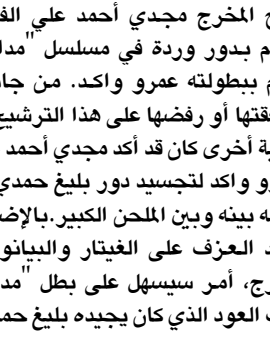 المخرج مجدي أحمد علي الف
م بدور وردة في مسلسل "مدا
ببطولته عمرو واكد. من جا
قتها أو رفضها على هذا الترشيح
ية أخرى كان قد أكد مجدي أحمد
رو واكد لتجسيد دور بليغ حمدي
ه بينه وبين الملحن الكبير.بالإض
د العزف على الغيتار والبيانو
رج، أمر سيسهل على بطل "مد
العود الذي كان يجيده بليغ حم